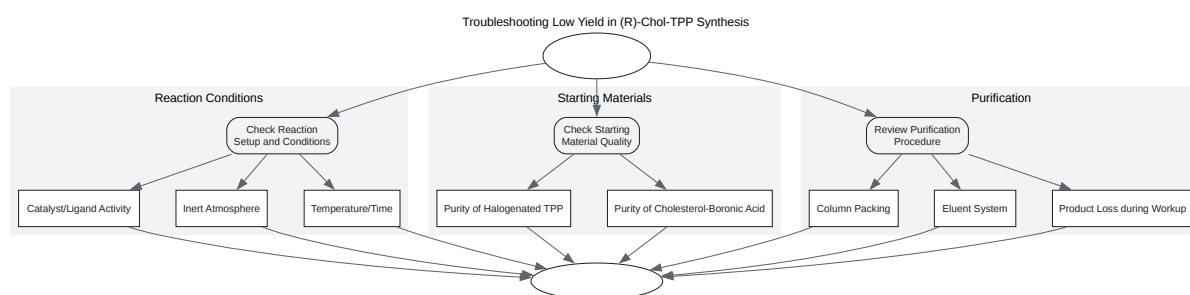 Troubleshooting Low Yield in (R)-Chol-TPP Synthesis
Reaction Conditions
Starting Materials
Purification
Check Reaction
Setup and Conditions
Check Starting
Material Quality
Review Purification
Procedure
Catalyst/Ligand Activity
Inert Atmosphere
Temperature/Time
Purity of Halogenated TPP
Purity of Cholesterol-Boronic Acid
Column Packing
Eluent System
Product Loss during Workup